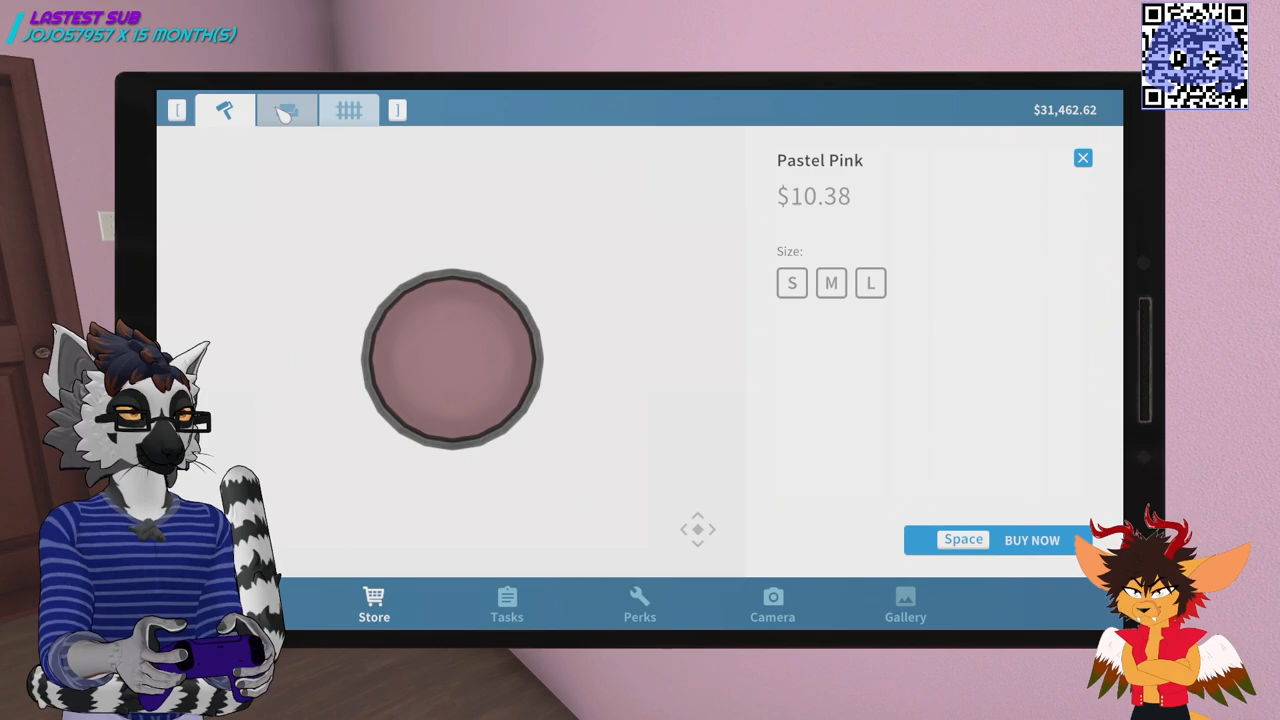 LASTEST SUB
JOJO57957 X 15 MONTH(S)
[
]
$31,462.62
Pastel Pink
$10.38
Size:
S M L
Space BUY NOW
Store Tasks Perks Camera Gallery